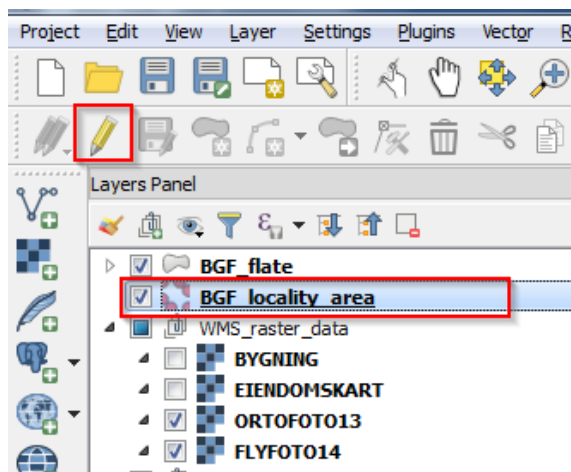 Project Edit View Layer Settings Plugins Vector R
Layers Panel
BGF_flate
BGF_locality_area
WMS_raster_data
BYGNING
EIENDOMSKART
ORTOFOTO13
FLYFOTO14